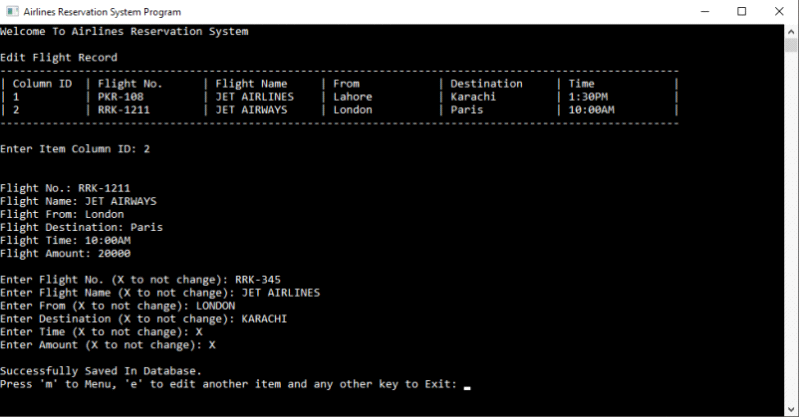 Airlines Reservation System Program
Welcome To Airlines Reservation System
Edit Flight Record
| Column ID | Flight No. | Flight Name | From | Destination | Time |
| 1 | PKR-108 | JET AIRLINES | Lahore | Karachi | 1:30PM |
| 2 | RRK-1211 | JET AIRWAYS | London | Paris | 10:00AM |
Enter Item Column ID: 2
Flight No.: RRK-1211
Flight Name: JET AIRWAYS
Flight From: London
Flight Destination: Paris
Flight Time: 10:00AM
Flight Amount: 20000
Enter Flight No. (X to not change): RRK-345
Enter Flight Name (X to not change): JET AIRLINES
Enter From (X to not change): LONDON
Enter Destination (X to not change): KARACHI
Enter Time (X to not change): X
Enter Amount (X to not change): X
Successfully Saved In Database.
Press 'm' to Menu, 'e' to edit another item and any other key to Exit: _